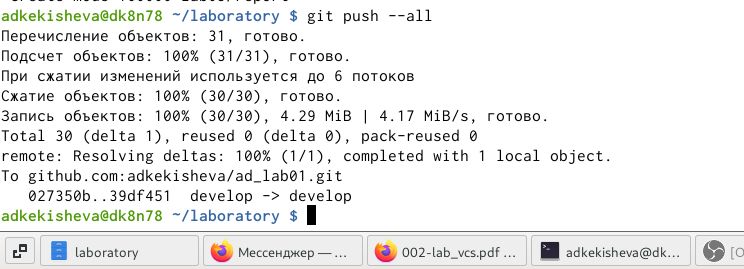 adkekisheva@dk8n78 ~/laboratory $ git push --all
Перечисление объектов: 31, готово.
Подсчет объектов: 100% (31/31), готово.
При сжатии изменений используется до 6 потоков
Сжатие объектов: 100% (30/30), готово.
Запись объектов: 100% (30/30), 4.29 MiB | 4.17 MiB/s, готово.
Total 30 (delta 1), reused 0 (delta 0), pack-reused 0
remote: Resolving deltas: 100% (1/1), completed with 1 local object.
To github.com:adkekisheva/ad_lab01.git
   027350b..39df451  develop -> develop
adkekisheva@dk8n78 ~/laboratory $
laboratory Мессенджер — ... 002-lab_vcs.pdf ... adkekisheva@dk... [O